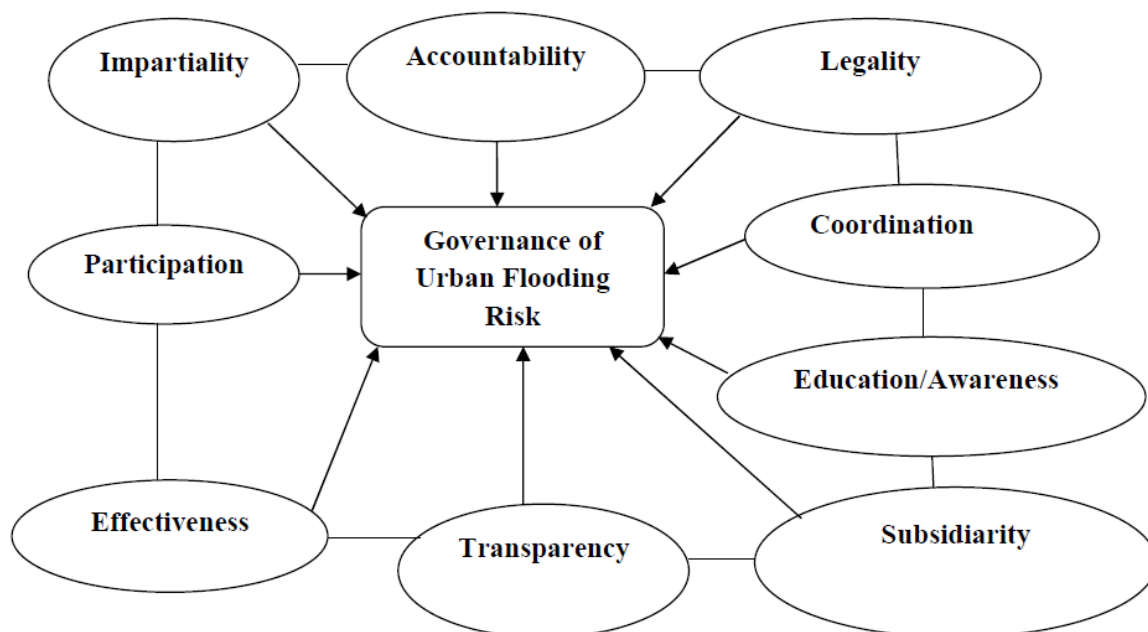 Impartiality
Accountability
Legality
Governance of
Urban Flooding
Risk
Coordination
Participation
Education/Awareness
Effectiveness
Transparency
Subsidiarity